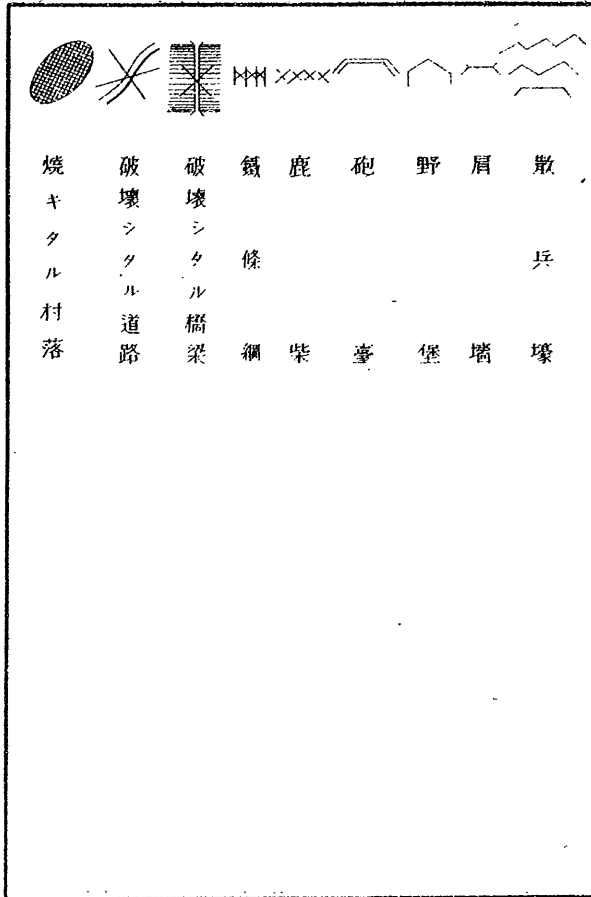 散兵壕
肩墻
野堡
砲臺
鹿柴
鐵條網
破壞シタル橋梁
破壞シタル道路
燒キタル村落